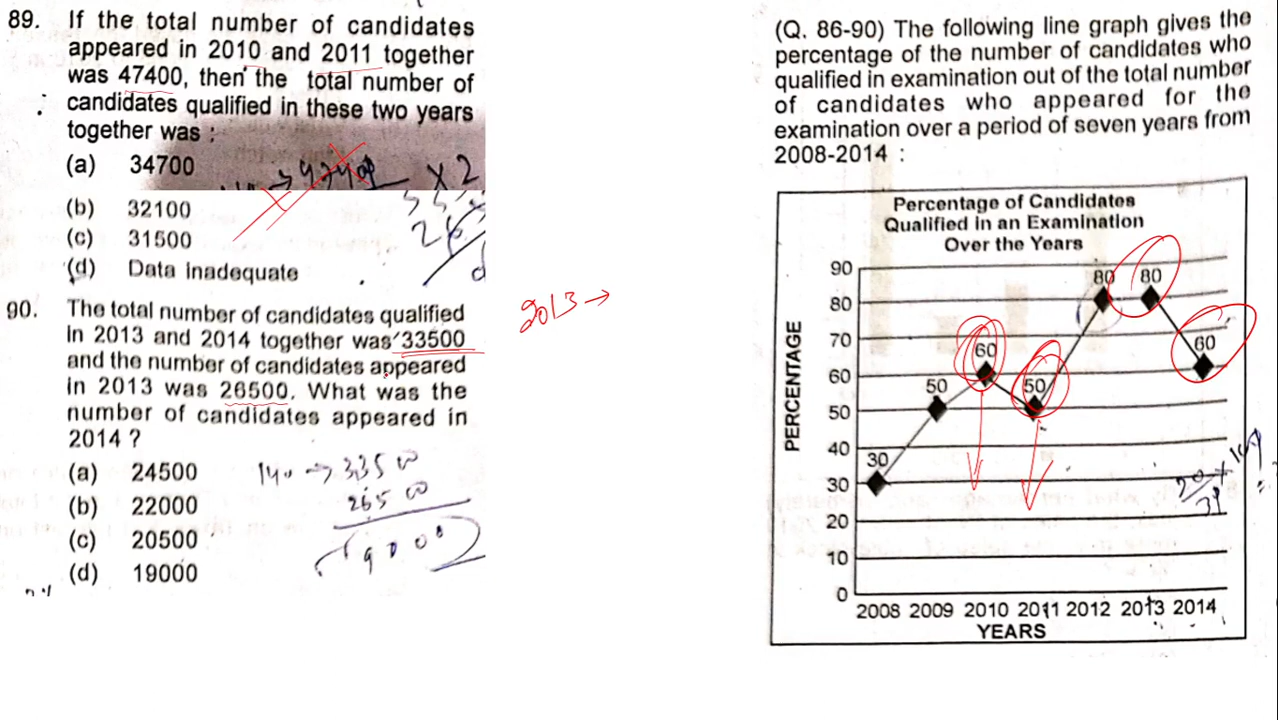 89. If the total number of candidates
appeared in 2010 and 2011 together
was 47400, then the total number of
candidates qualified in these two years
together was :
(a) 34700
(b) 32100
(c) 31500
(d) Data Inadequate
× 2
90. The total number of candidates qualified
in 2013 and 2014 together was 33500
and the number of candidates appeared
in 2013 was 26500. What was the
number of candidates appeared in
2014 ?
(a) 24500
(b) 22000
(c) 20500
(d) 19000
140 → 33500
26500
2013 →
(Q. 86-90) The following line graph gives the
percentage of the number of candidates who
qualified in examination out of the total number
of candidates who appeared for the
examination over a period of seven years from
2008-2014 :
Percentage of Candidates
Qualified in an Examination
Over the Years
90
80
70
60
50
40
30
20
10
0
PERCENTAGE
30
50
60
50
80
80
60
2008 2009 2010 2011 2012 2013 2014
YEARS